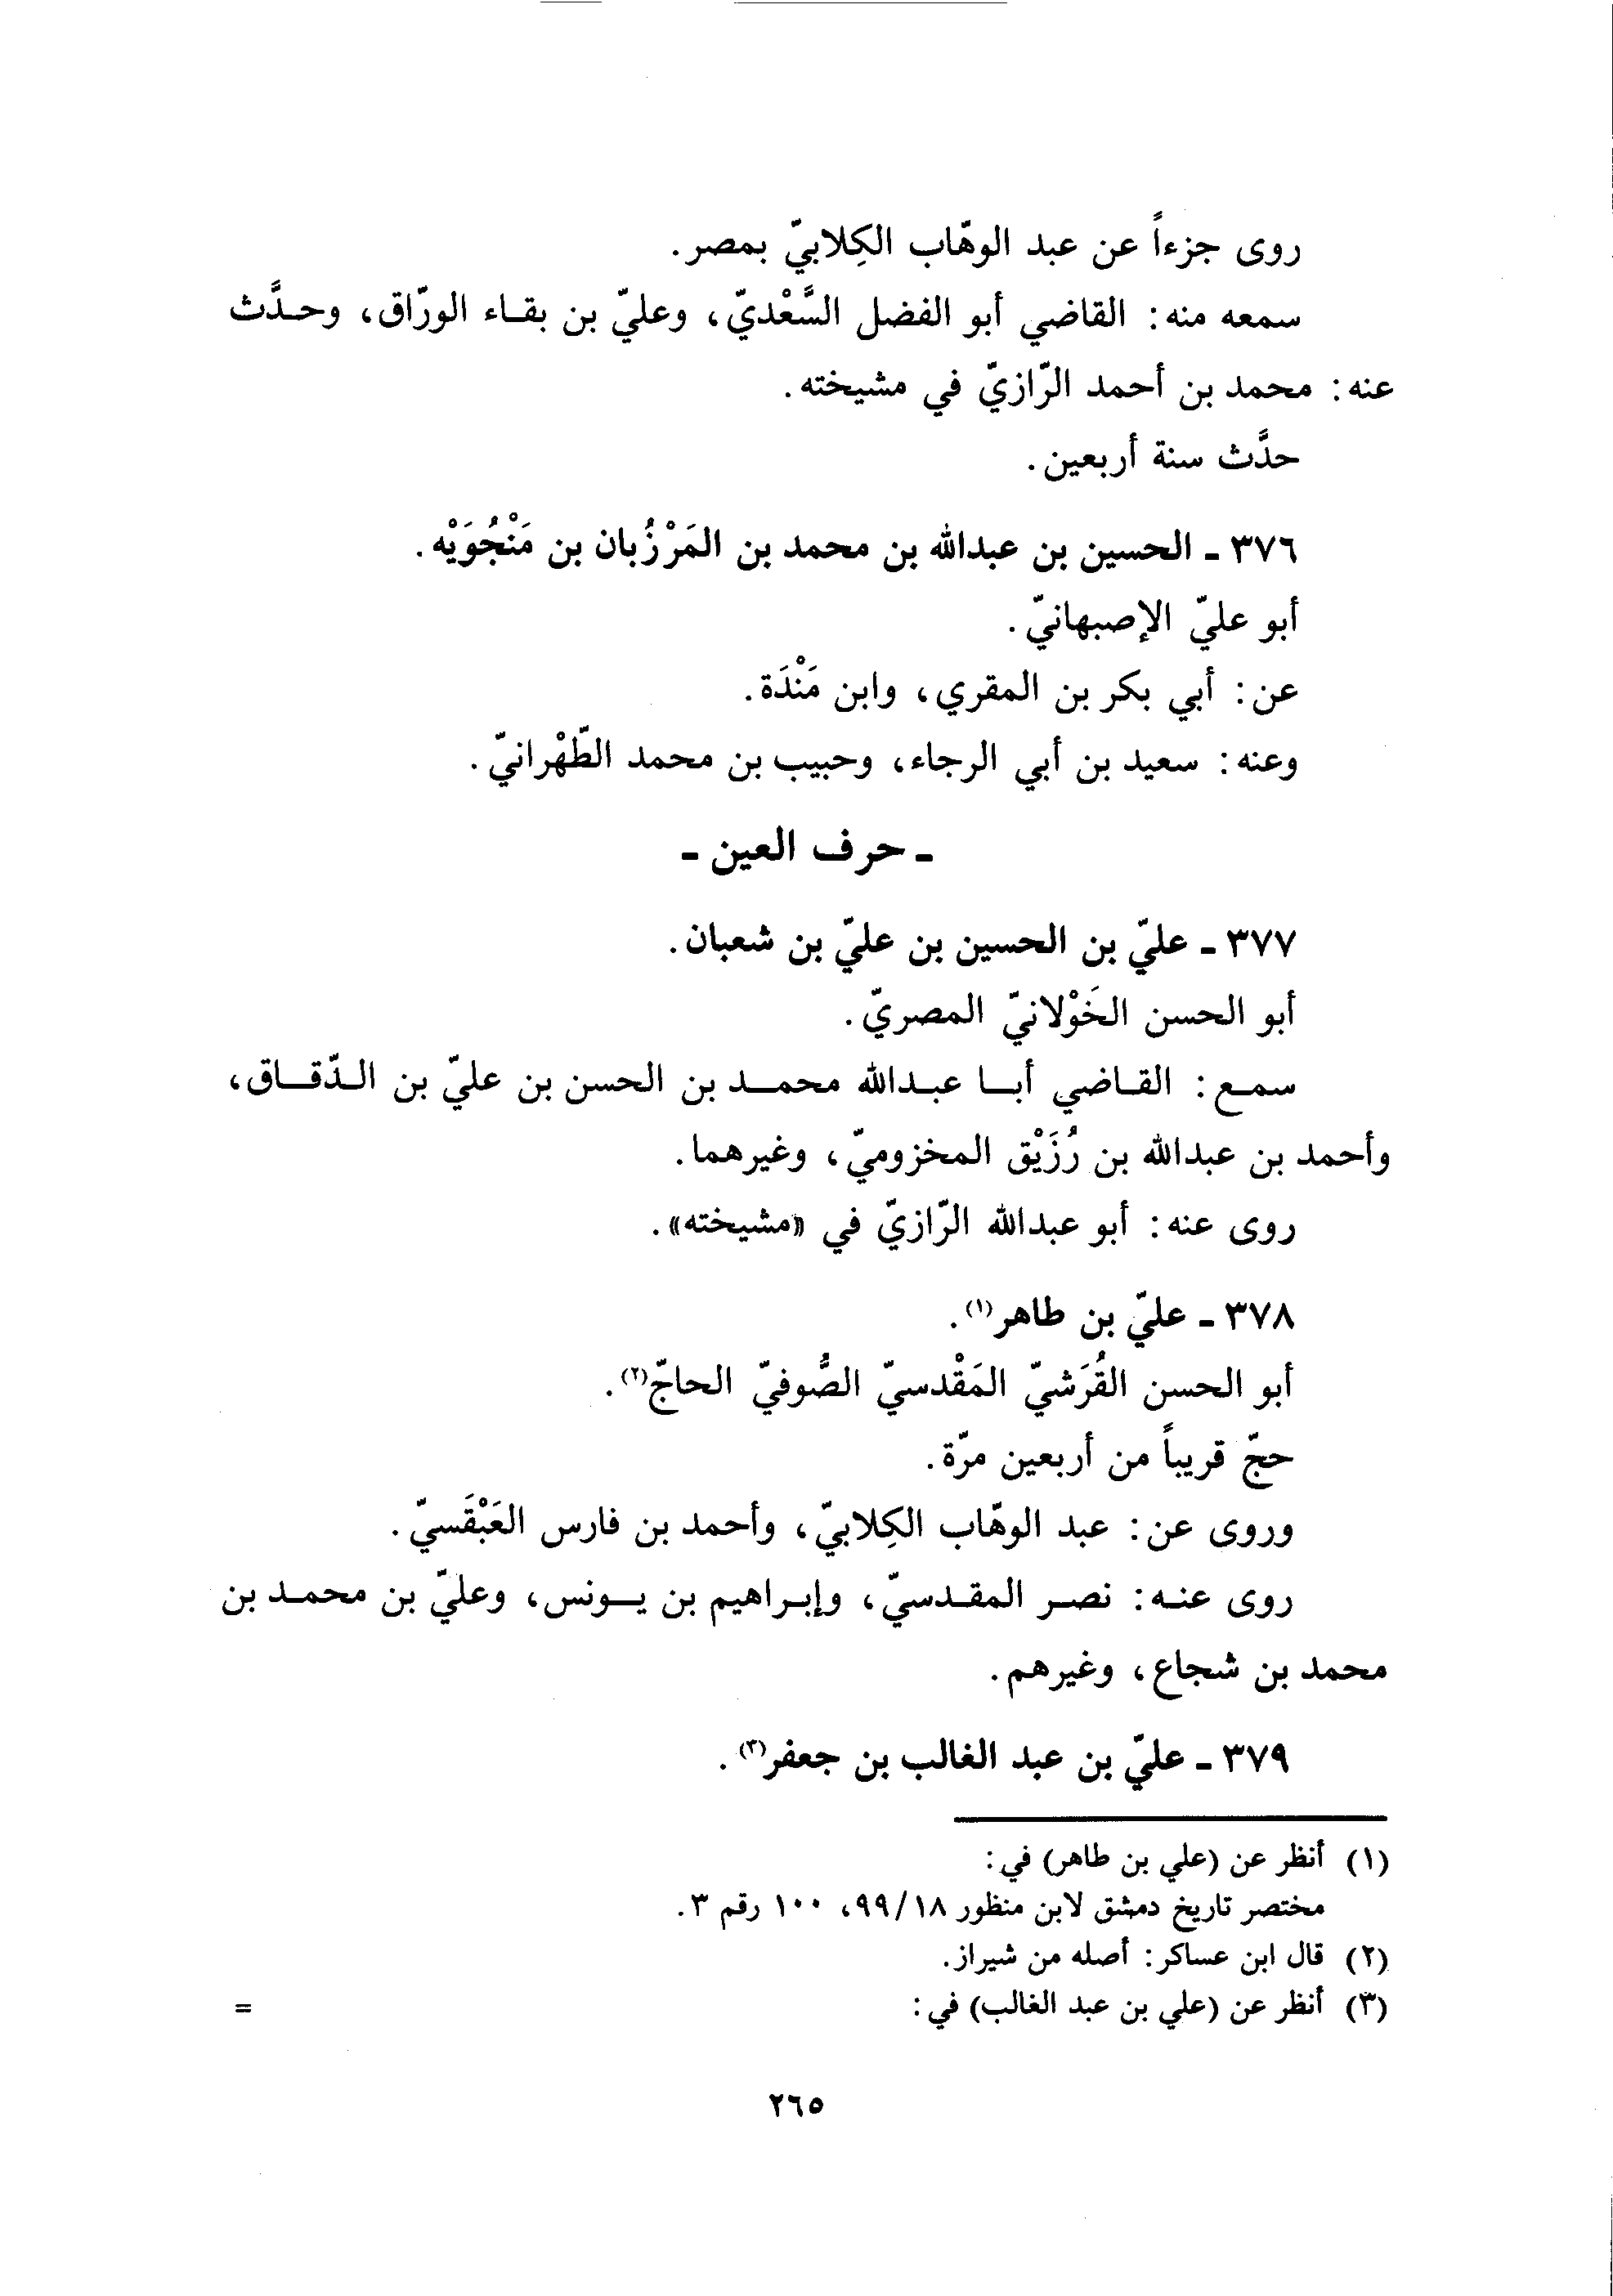 روى جزءاً عن عبد الوهّاب الكِلابيّ بمصر.
سمعه منه: القاضي أبو الفضل السَّعْديّ، وعليّ بن بقاء الورّاق، وحدَّث
عنه: محمد بن أحمد الرّازيّ في مشيخته.
حدَّث سنة أربعين.
٣٧٦ ـ الحسين بن عبدالله بن محمد بن المَرْزُبان بن مَنْجُوَيْه.
أبو عليّ الإصبهانيّ.
عن: أبي بكر بن المقري، وابن مَنْدَة.
وعنه: سعيد بن أبي الرجاء، وحبيب بن محمد الطّهْرانيّ.
ـ حرف العين ـ
٣٧٧ ـ عليّ بن الحسين بن عليّ بن شعبان.
أبو الحسن الخَوْلانيّ المصريّ.
سمع: القاضي أبا عبدالله محمد بن الحسن بن عليّ بن الدّقاق،
وأحمد بن عبدالله بن رُزَيْق المخزوميّ، وغيرهما.
روى عنه: أبو عبدالله الرّازيّ في «مشيخته».
٣٧٨ ـ عليّ بن طاهر(١).
أبو الحسن القُرَشيّ المَقْدسيّ الصُّوفيّ الحاجّ(٢).
حجّ قريباً من أربعين مرّة.
وروى عن: عبد الوهّاب الكِلابيّ، وأحمد بن فارس العَبْقَسيّ.
روى عنه: نصر المقدسيّ، وإبراهيم بن يونس، وعليّ بن محمد بن
محمد بن شجاع، وغيرهم.
٣٧٩ ـ عليّ بن عبد الغالب بن جعفر(٣).
(١) أنظر عن (علي بن طاهر) في:
مختصر تاريخ دمشق لابن منظور ٩٩/١٨، ١٠٠ رقم ٣.
(٢) قال ابن عساكر: أصله من شيراز.
(٣) أنظر عن (علي بن عبد الغالب) في: =
٢٦٥